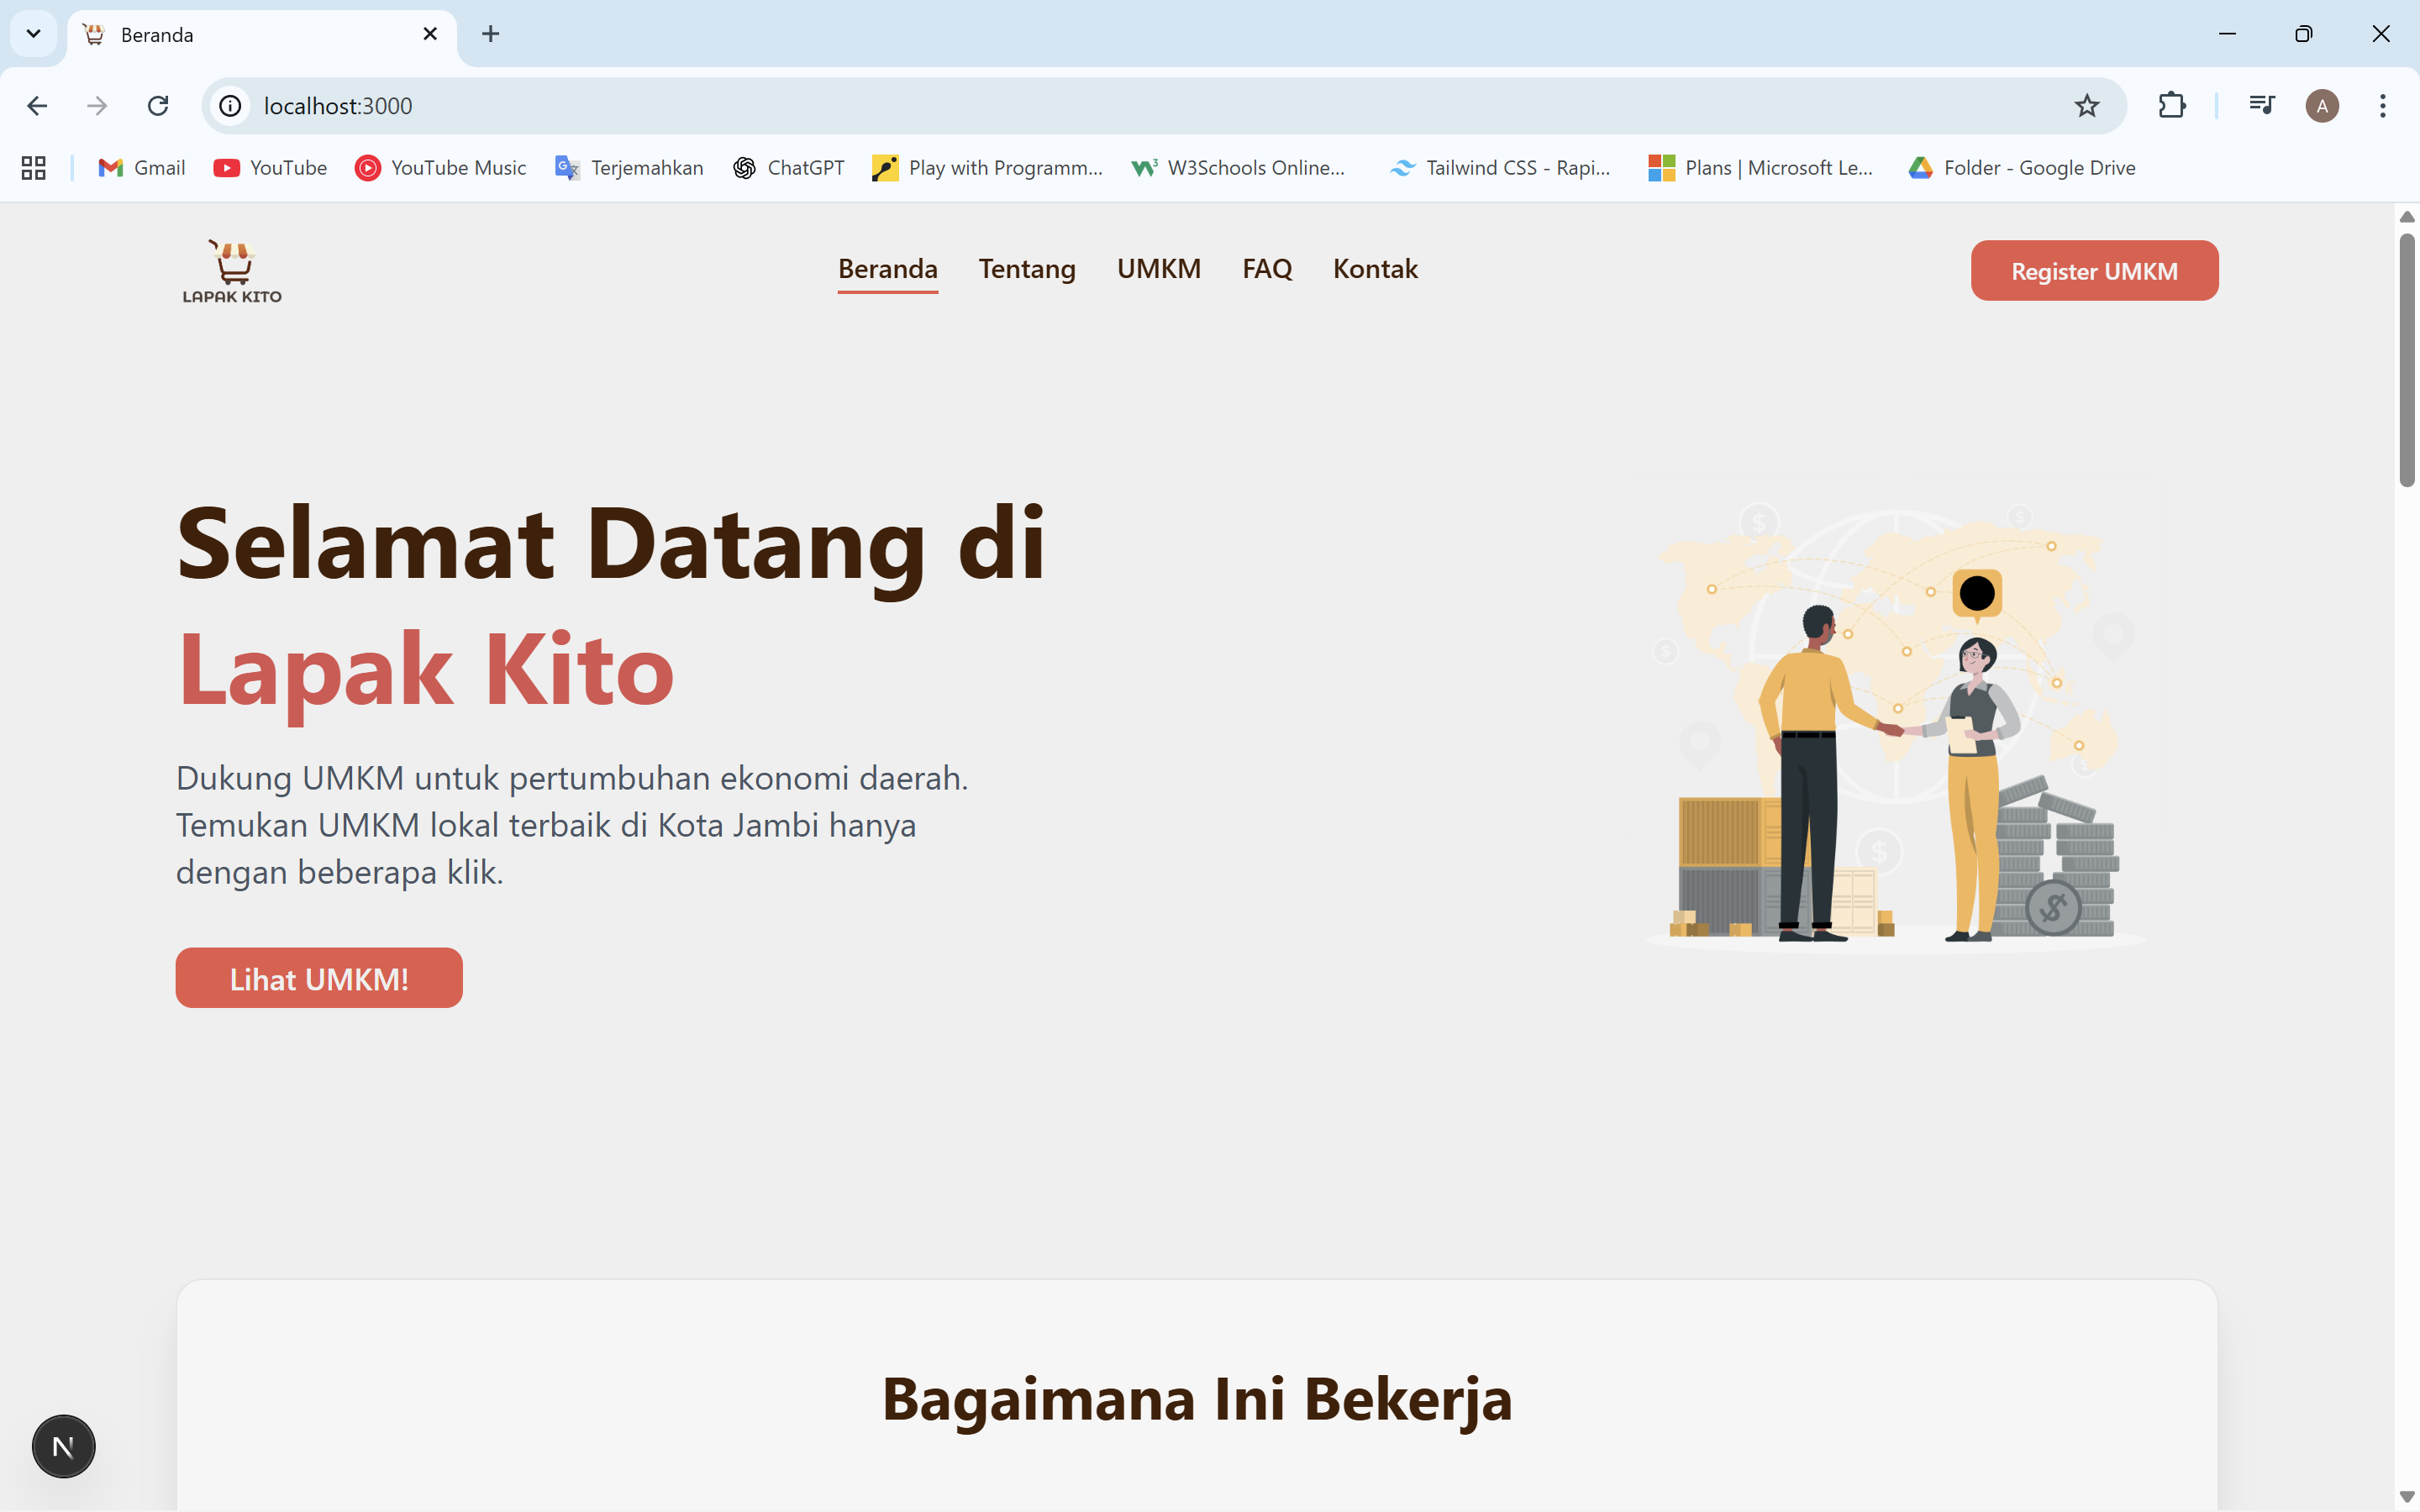 Beranda
localhost:3000
A
Gmail
YouTube
YouTube Music
Terjemahkan
ChatGPT
Play with Programm...
W3Schools Online...
Tailwind CSS - Rapi...
Plans | Microsoft Le...
Folder - Google Drive
LAPAK KITO
Beranda
Tentang
UMKM
FAQ
Kontak
Register UMKM
Selamat Datang di
Lapak Kito
Dukung UMKM untuk pertumbuhan ekonomi daerah.
Temukan UMKM lokal terbaik di Kota Jambi hanya
dengan beberapa klik.
Lihat UMKM!
Bagaimana Ini Bekerja
N